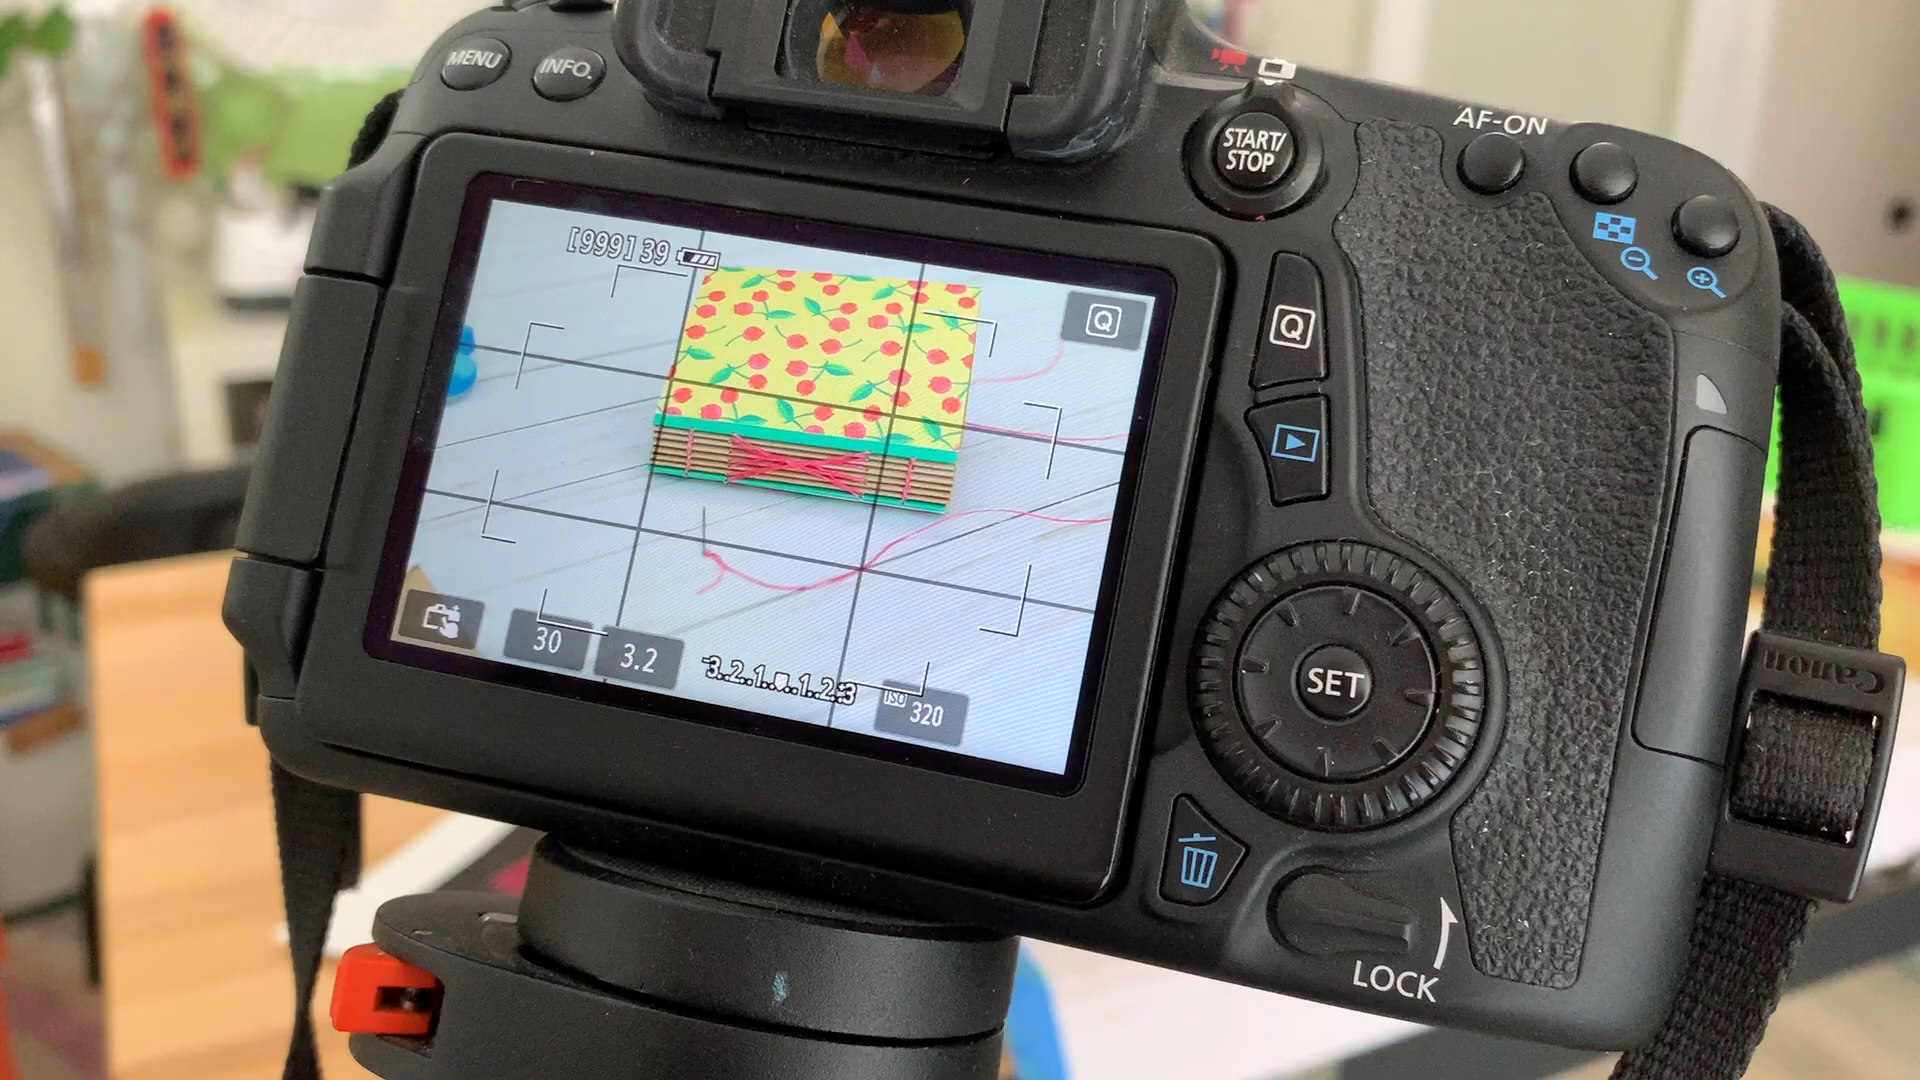 MENU
INFO.
START/
STOP
AF-ON
[999] 39
Q
Q
30
3.2
-3..2..1..0..1..2..3
ISO
320
SET
LOCK
Canon